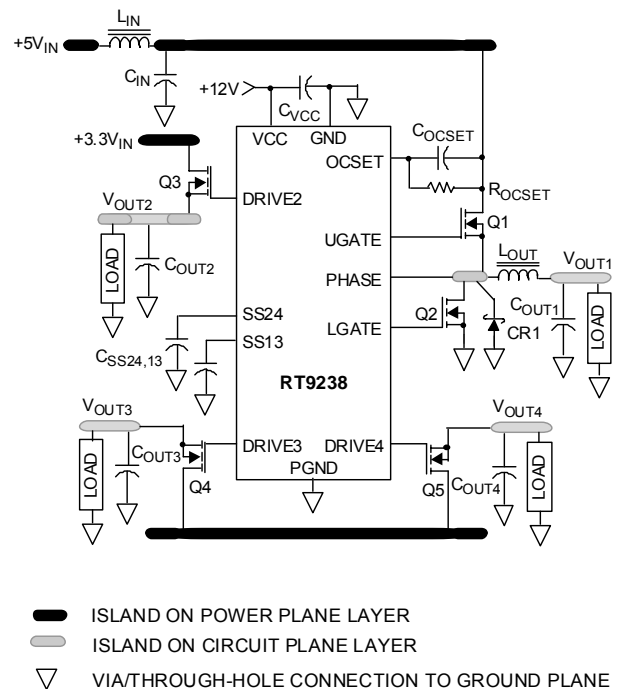 L_IN
+5V_IN
C_IN
+12V
C_VCC
VCC GND
C_OCSET
OCSET
R_OCSET
+3.3V_IN
Q3
DRIVE2
V_OUT2
LOAD
C_OUT2
Q1
UGATE
L_OUT
V_OUT1
PHASE
Q2
C_OUT1
LOAD
LGATE
CR1
SS24
C_SS24,13
SS13
RT9238
V_OUT3
V_OUT4
C_OUT3
DRIVE3 DRIVE4
LOAD
PGND
Q4
Q5
C_OUT4
LOAD
ISLAND ON POWER PLANE LAYER
ISLAND ON CIRCUIT PLANE LAYER
VIA/THROUGH-HOLE CONNECTION TO GROUND PLANE